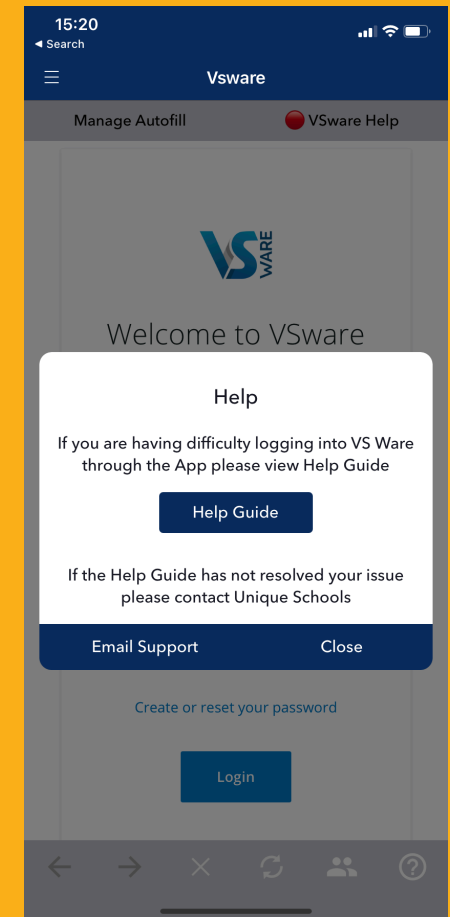 15:20
Search
Vsware
Manage Autofill
VSware Help
VS WARE
Welcome to VSware
Help
If you are having difficulty logging into VS Ware
through the App please view Help Guide
Help Guide
If the Help Guide has not resolved your issue
please contact Unique Schools
Email Support
Close
Create or reset your password
Login